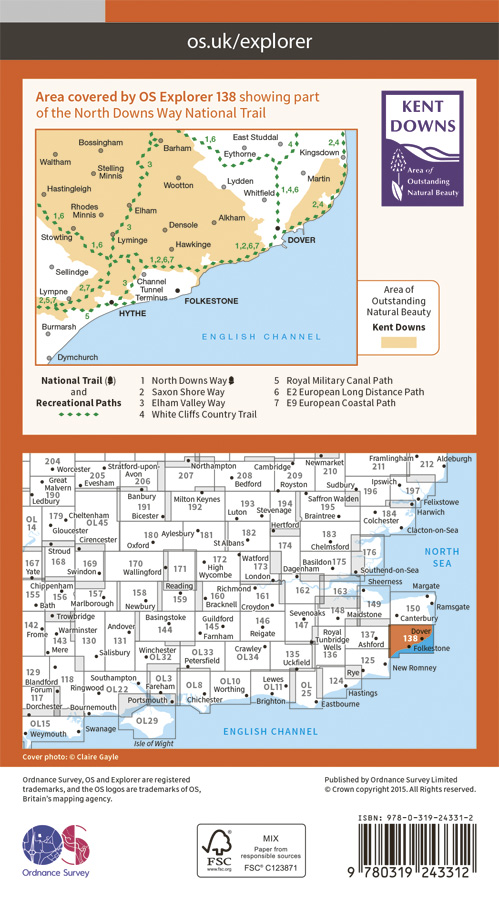 os.uk/explorer
Area covered by OS Explorer 138 showing part
of the North Downs Way National Trail
KENT
DOWNS
Area of
Outstanding
Natural Beauty
Bossingham
Barham
1,6
East Studdal
4
2,4
Waltham
3
Eythorne
Kingsdown
Stelling
Minnis
Wootton
Lydden
Martin
Hastingleigh
Whitfield
1,4,6
Rhodes
Minnis
Elham
Alkham
2,4
1,6
3
Densole
Stowting
1,6
Lyminge
Hawkinge
1,2,6,7
DOVER
Sellindge
1,2,6,7
3
Channel
Tunnel
Terminus
Lympne
2,7
2,5,7
5
HYTHE
FOLKESTONE
Burmarsh
ENGLISH CHANNEL
Dymchurch
Area of
Outstanding
Natural Beauty
Kent Downs
National Trail ( )
and
Recreational Paths
1 North Downs Way
2 Saxon Shore Way
3 Elham Valley Way
4 White Cliffs Country Trail
5 Royal Military Canal Path
6 E2 European Long Distance Path
7 E9 European Coastal Path
204
Worcester
Stratford-upon-
Avon
205
206
207
Northampton
208
Bedford
Cambridge
209
Royston
Newmarket
210
Sudbury
Framlingham
211
212
Aldeburgh
Great
Malvern
190
Ledbury
Evesham
Banbury
191
Bicester
Milton Keynes
192
193
Luton
194
Stevenage
Saffron Walden
195
Braintree
196
Ipswich
197
Felixstowe
Harwich
OL
14
179
Cheltenham
Gloucester
OL45
Cirencester
180
Oxford
Aylesbury
181
182
St Albans
Hertford
174
183
Chelmsford
184
Colchester
Clacton-on-Sea
167
Yate
Stroud
168
169
Swindon
170
Wallingford
171
172
High
Wycombe
Watford
173
London
Dagenham
Basildon
175
176
Southend-on-Sea
NORTH
SEA
Chippenham
155
156
Bath
157
Marlborough
158
Newbury
Reading
159
Richmond
160
Bracknell
161
Croydon
162
163
Sheerness
149
Margate
Ramsgate
150
Canterbury
142
Frome
Trowbridge
143
Warminster
Mere
130
Andover
131
Salisbury
Basingstoke
144
Guildford
145
Farnham
146
Reigate
Sevenoaks
147
148
Maidstone
137
Ashford
Dover
138
Folkestone
Winchester
OL32
OL33
Petersfield
Crawley
OL34
135
Uckfield
Royal
Tunbridge
Wells
136
125
Rye
New Romney
129
Blandford
Forum
117
Dorchester
118
Ringwood
Bournemouth
Southampton
OL22
OL3
Fareham
Portsmouth
OL8
Chichester
OL10
Worthing
Lewes
OL11
Brighton
OL
25
Eastbourne
124
Hastings
OL15
Weymouth
Swanage
OL29
Isle of Wight
ENGLISH CHANNEL
Cover photo: © Claire Gayle
Ordnance Survey, OS and Explorer are registered
trademarks, and the OS logos are trademarks of OS,
Britain's mapping agency.
Published by Ordnance Survey Limited
© Crown copyright 2015. All Rights reserved.
OS
Ordnance Survey
FSC
www.fsc.org
MIX
Paper from
responsible sources
FSC® C123871
ISBN: 978-0-319-24331-2
9 780319 243312